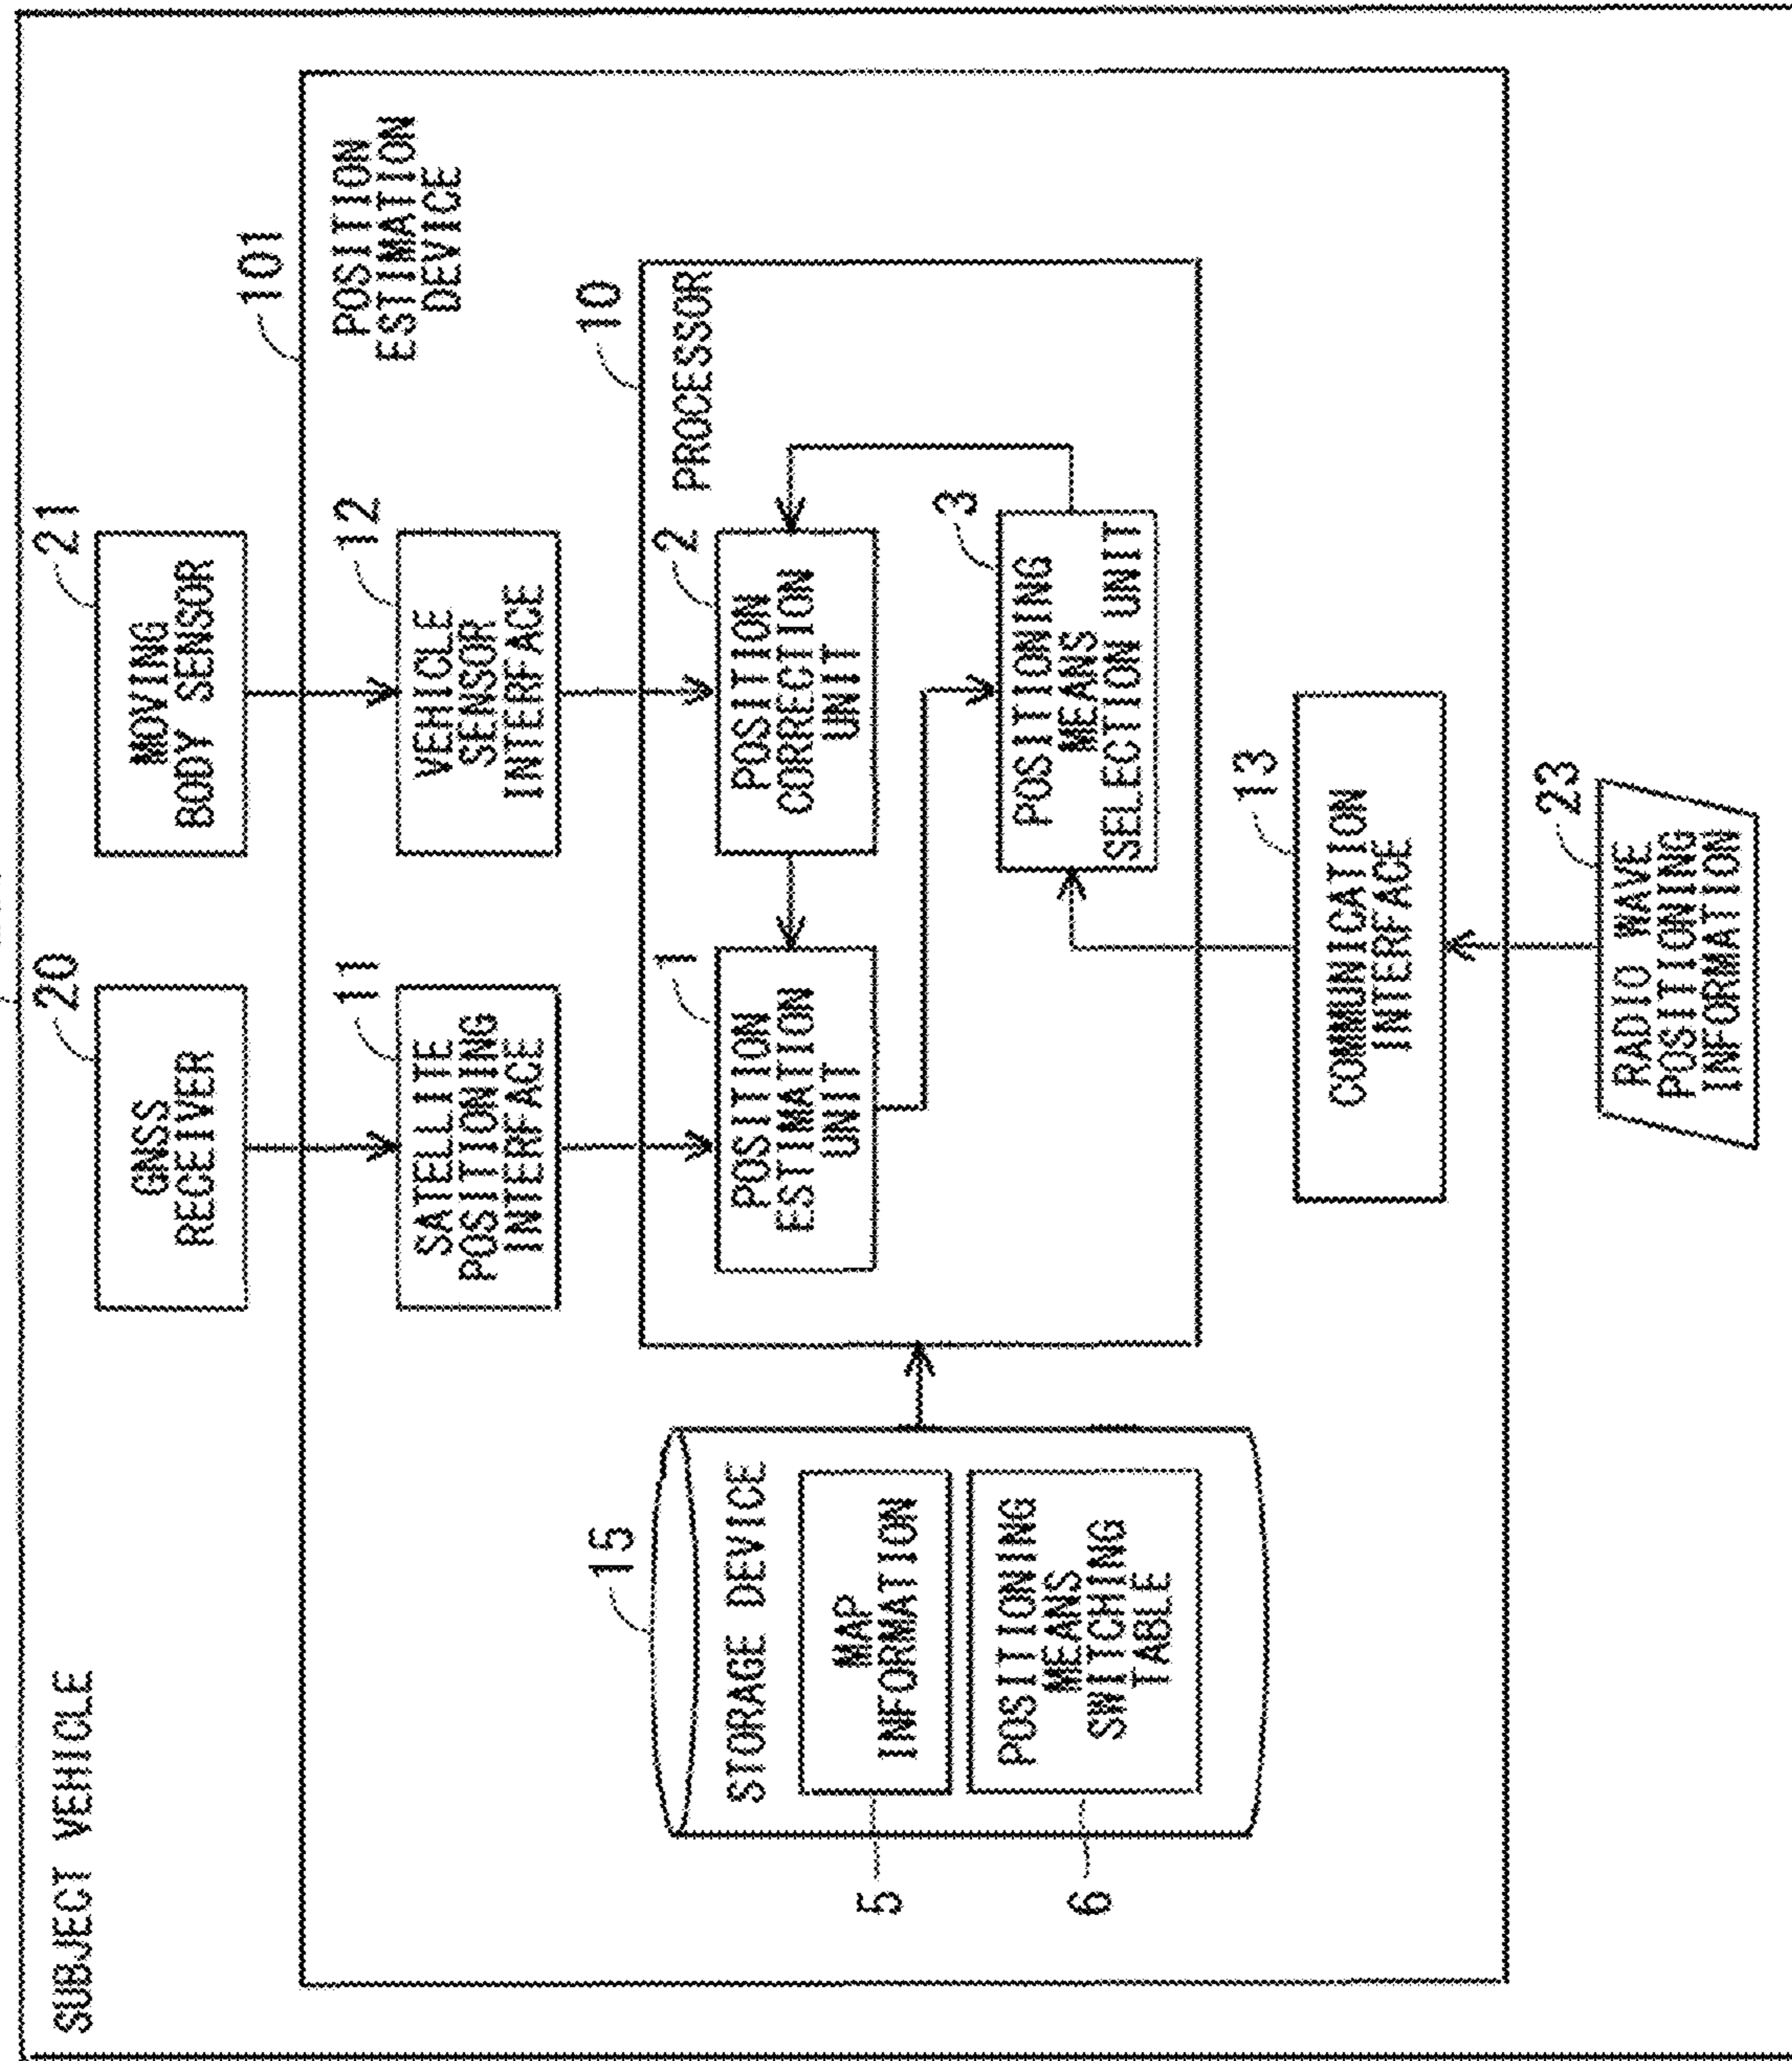 SUBJECT VEHICLE
20
GNSS
RECEIVER
21
MOVING
BODY SENSOR
101
POSITION
ESTIMATION
DEVICE
11
SATELLITE
POSITIONING
INTERFACE
12
VEHICLE
SENSOR
INTERFACE
15
STORAGE DEVICE
5
MAP
INFORMATION
6
POSITIONING
MEANS
SWITCHING
TABLE
10
PROCESSOR
1
POSITION
ESTIMATION
UNIT
2
POSITION
CORRECTION
UNIT
3
POSITIONING
MEANS
SELECTION UNIT
13
COMMUNICATION
INTERFACE
23
RADIO WAVE
POSITIONING
INFORMATION